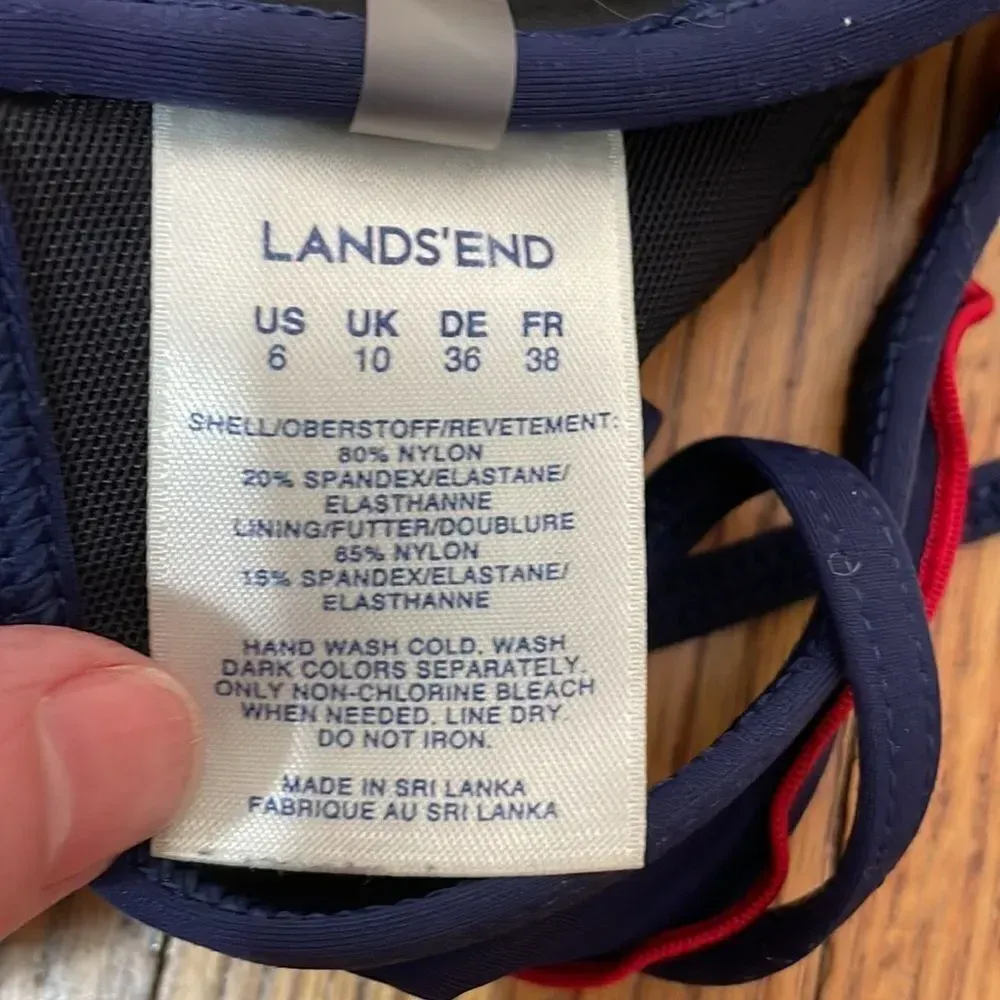 LANDS'END
US UK DE FR
6 10 36 38
SHELL/OBERSTOFF/REVETEMENT:
80% NYLON
20% SPANDEX/ELASTANE/
ELASTHANNE
LINING/FUTTER/DOUBLURE
85% NYLON
15% SPANDEX/ELASTANE/
ELASTHANNE
HAND WASH COLD. WASH
DARK COLORS SEPARATELY.
ONLY NON-CHLORINE BLEACH
WHEN NEEDED. LINE DRY.
DO NOT IRON.
MADE IN SRI LANKA
FABRIQUE AU SRI LANKA